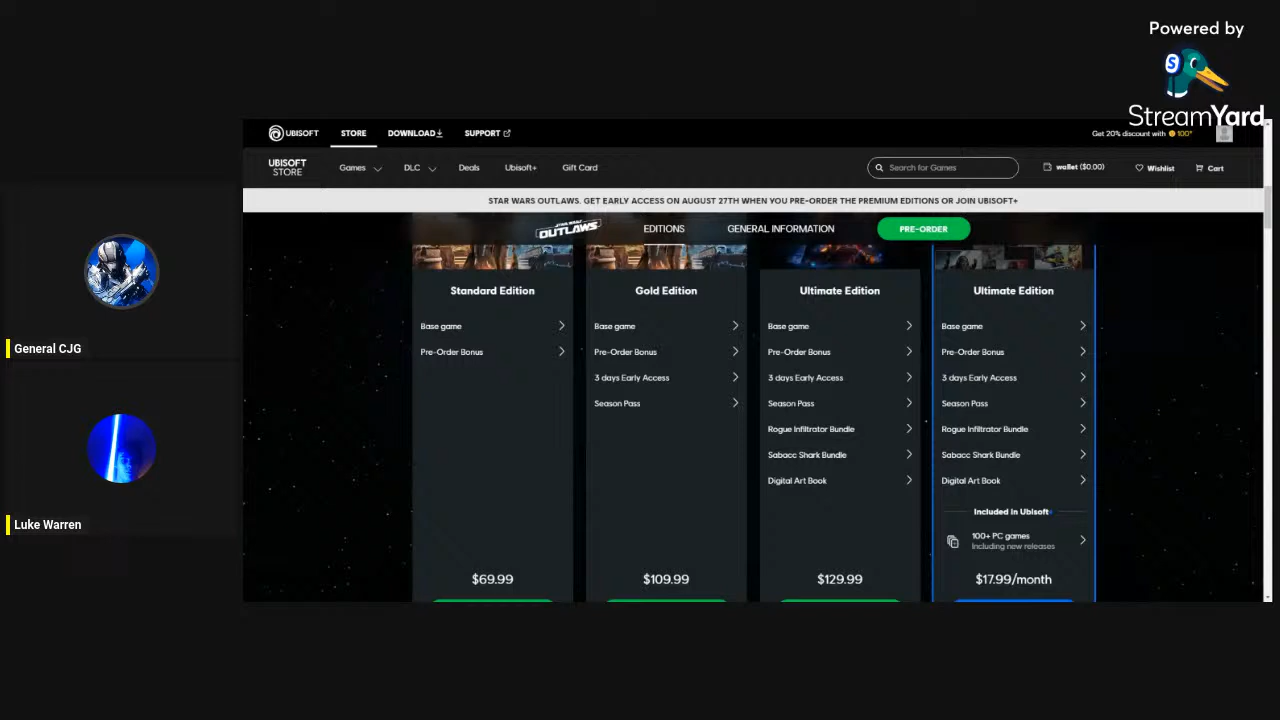 Powered by
StreamYard
UBISOFT
STORE
DOWNLOAD
SUPPORT
Get 20% discount with 100*
UBISOFT
STORE
Games
DLC
Deals
Ubisoft+
Gift Card
Search for Games
wallet ($0.00)
Wishlist
Cart
STAR WARS OUTLAWS. GET EARLY ACCESS ON AUGUST 27TH WHEN YOU PRE-ORDER THE PREMIUM EDITIONS OR JOIN UBISOFT+
STAR WARS
OUTLAWS
EDITIONS
GENERAL INFORMATION
PRE-ORDER
Standard Edition
Base game
Pre-Order Bonus
$69.99
Gold Edition
Base game
Pre-Order Bonus
3 days Early Access
Season Pass
$109.99
Ultimate Edition
Base game
Pre-Order Bonus
3 days Early Access
Season Pass
Rogue Infiltrator Bundle
Sabacc Shark Bundle
Digital Art Book
$129.99
Ultimate Edition
Base game
Pre-Order Bonus
3 days Early Access
Season Pass
Rogue Infiltrator Bundle
Sabacc Shark Bundle
Digital Art Book
Included in Ubisoft+
100+ PC games
Including new releases
$17.99/month
General CJG
Luke Warren